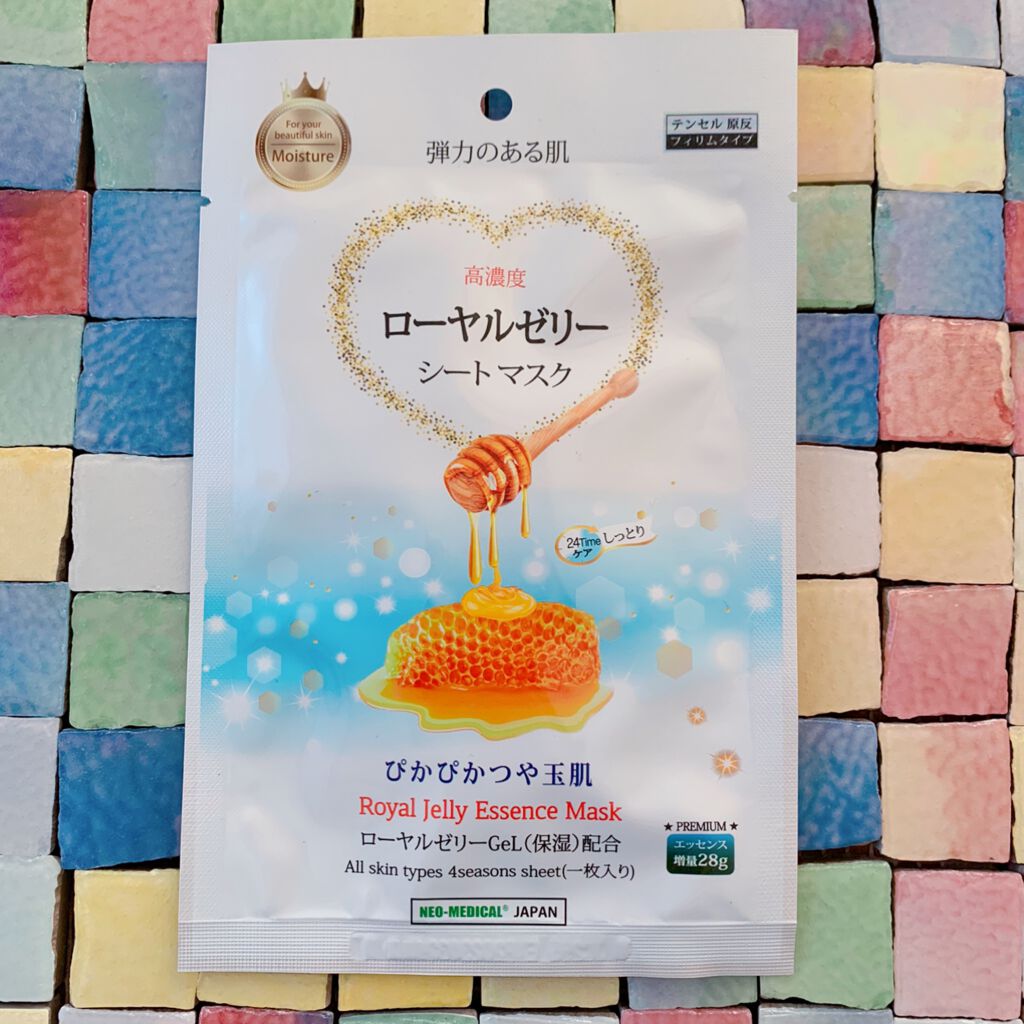 For your
beautiful skin
Moisture
弾力のある肌
テンセル 原反
フィリムタイプ
高濃度
ローヤルゼリー
シートマスク
24Time
ケア
しっとり
ぴかぴかつや玉肌
Royal Jelly Essence Mask
ローヤルゼリーGeL(保湿)配合
All skin types 4seasons sheet(一枚入り)
★ PREMIUM ★
エッセンス
増量28g
NEO-MEDICAL® JAPAN